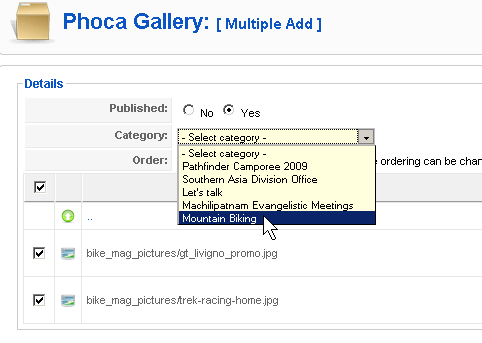 Phoca Gallery: [ Multiple Add ]
Details
Published: No Yes
Category: - Select category -
- Select category -
Pathfinder Camporee 2009
Order: e ordering can be chan
Southern Asia Division Office
Let's talk
Machilipatnam Evangelistic Meetings
Mountain Biking
..
bike_mag_pictures/gt_livigno_promo.jpg
bike_mag_pictures/trek-racing-home.jpg